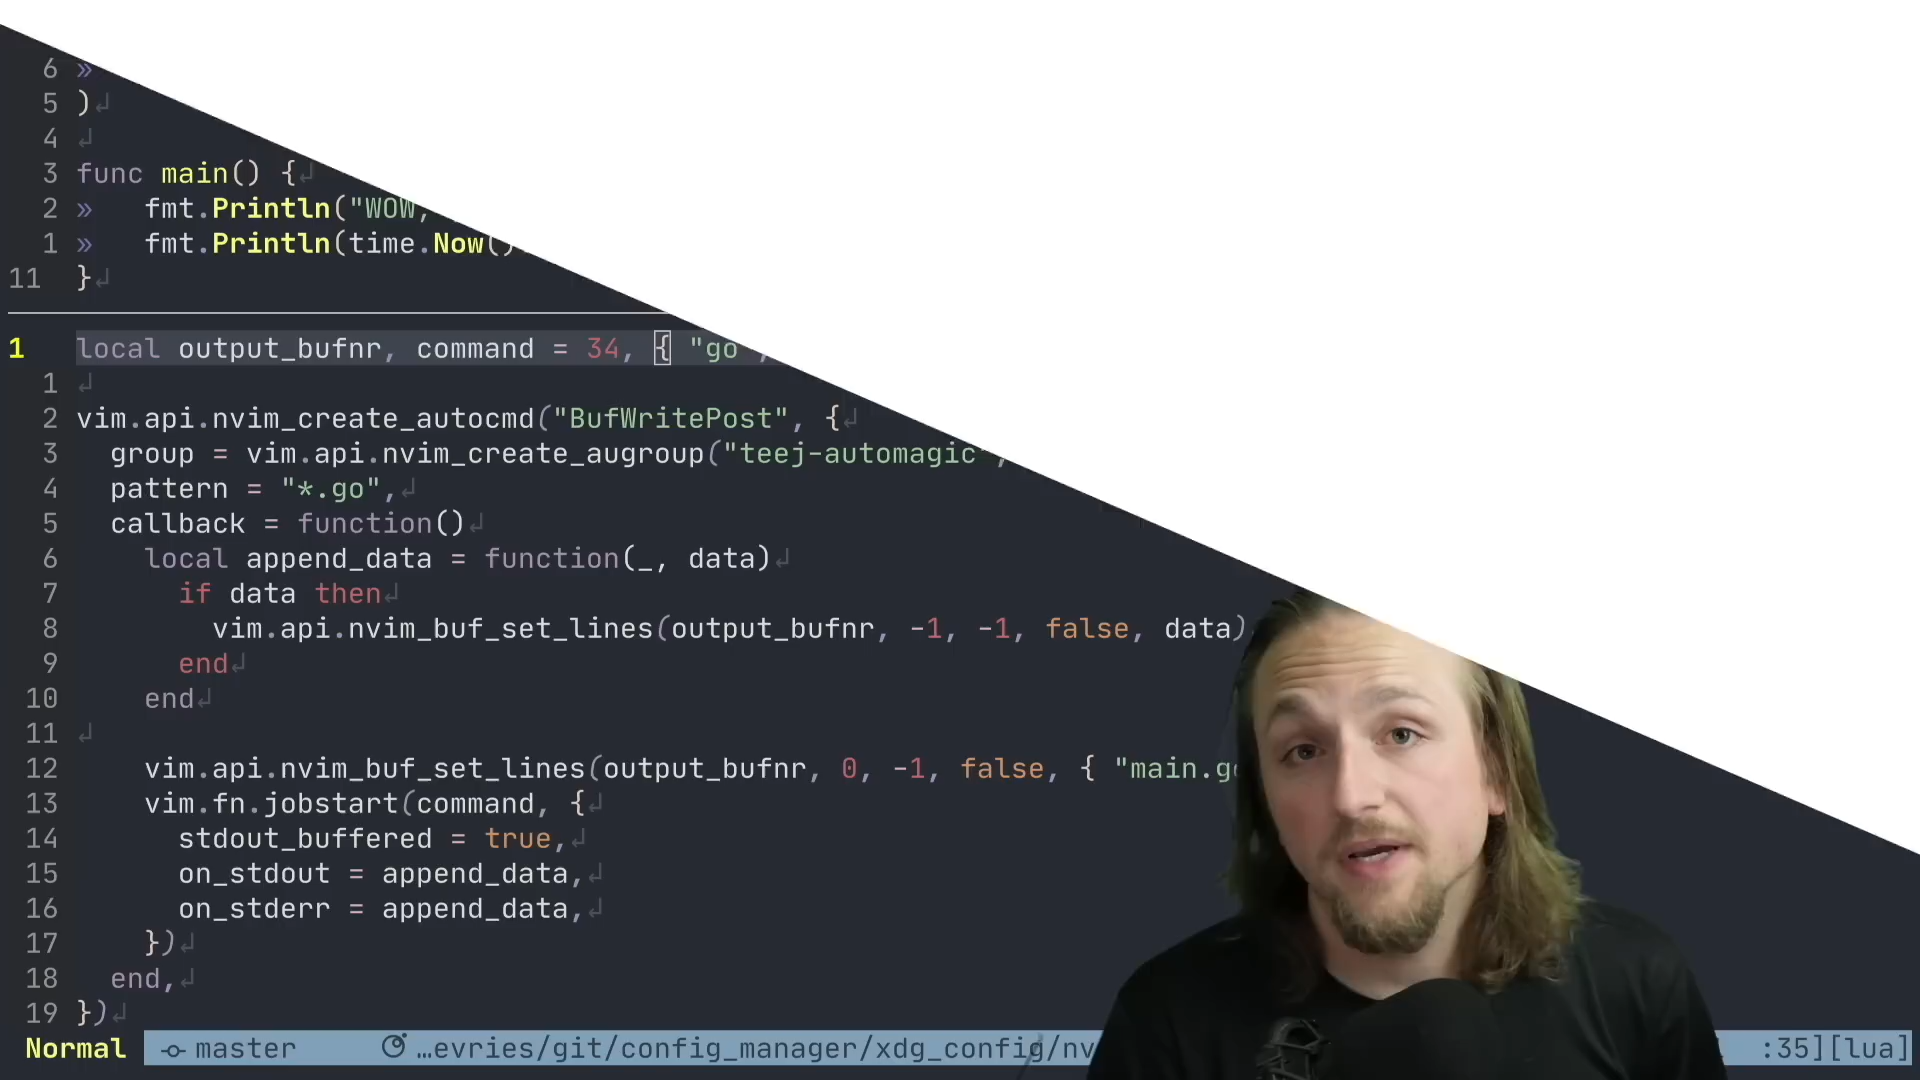 6 »
5 )↲
4 ↲
3 func main() {↲
2 » fmt.Println("WOW,
1 » fmt.Println(time.Now()
11 }↲
1 local output_bufnr, command = 34, { "go",
1 ↲
2 vim.api.nvim_create_autocmd("BufWritePost", {↲
3 group = vim.api.nvim_create_augroup("teej-automagic",
4 pattern = "*.go",↲
5 callback = function()↲
6 local append_data = function(_, data)↲
7 if data then↲
8 vim.api.nvim_buf_set_lines(output_bufnr, -1, -1, false, data)
9 end↲
10 end↲
11 ↲
12 vim.api.nvim_buf_set_lines(output_bufnr, 0, -1, false, { "main.go
13 vim.fn.jobstart(command, {↲
14 stdout_buffered = true,↲
15 on_stdout = append_data,↲
16 on_stderr = append_data,↲
17 })↲
18 end,↲
19 })↲
Normal master …evries/git/config_manager/xdg_config/nv :35][lua]